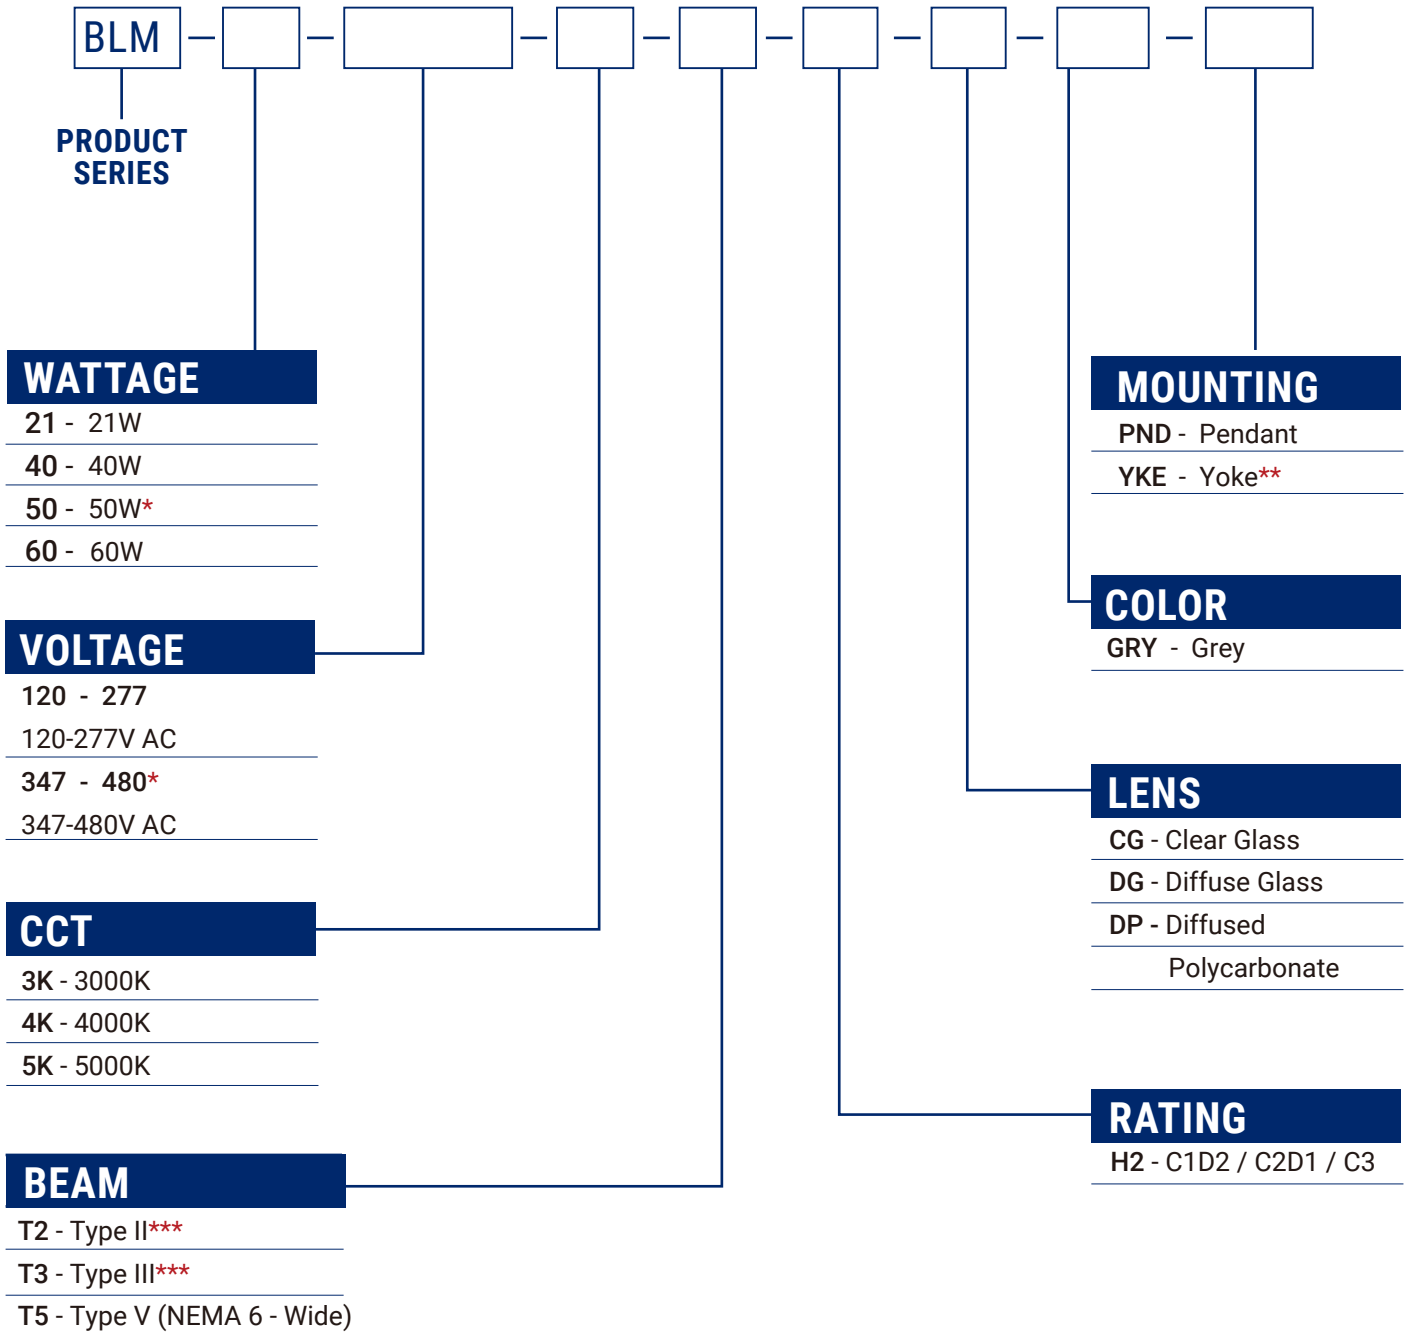 BLM
PRODUCT
SERIES
WATTAGE
21 - 21W
40 - 40W
50 - 50W*
60 - 60W
VOLTAGE
120 - 277
120-277V AC
347 - 480*
347-480V AC
CCT
3K - 3000K
4K - 4000K
5K - 5000K
BEAM
T2 - Type II***
T3 - Type III***
T5 - Type V (NEMA 6 - Wide)
MOUNTING
PND - Pendant
YKE - Yoke**
COLOR
GRY - Grey
LENS
CG - Clear Glass
DG - Diffuse Glass
DP - Diffused
Polycarbonate
RATING
H2 - C1D2 / C2D1 / C3